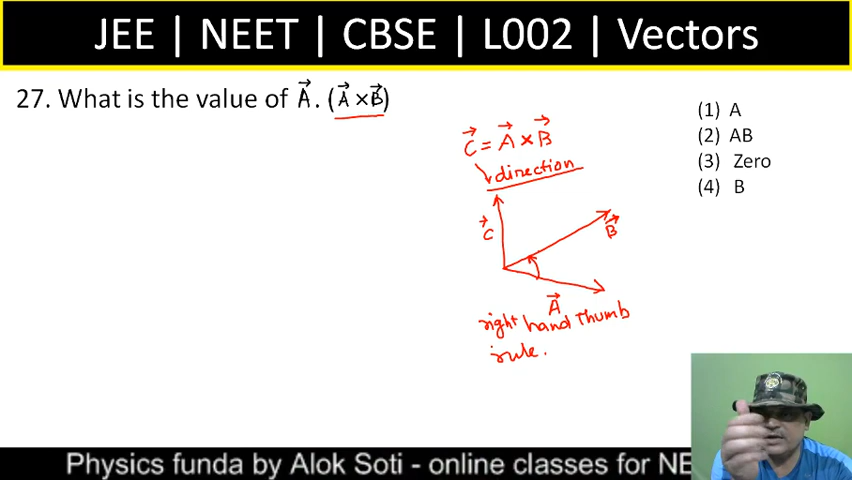 JEE | NEET | CBSE | L002 | Vectors
27. What is the value of A⃗ . (A⃗ ×B⃗)
(1) A
(2) AB
(3) Zero
(4) B
C⃗ = A⃗ × B⃗
direction
C⃗
B⃗
A⃗
right hand thumb
rule.
Physics funda by Alok Soti - online classes for NE